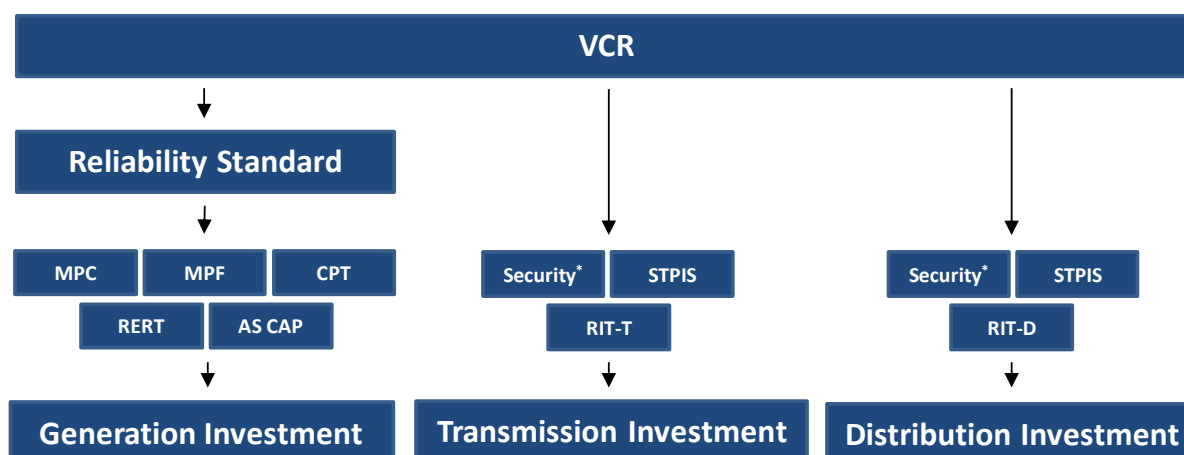 VCR
Reliability Standard
MPC MPF CPT
RERT AS CAP
Security* STPIS
RIT-T
Security* STPIS
RIT-D
Generation Investment
Transmission Investment
Distribution Investment